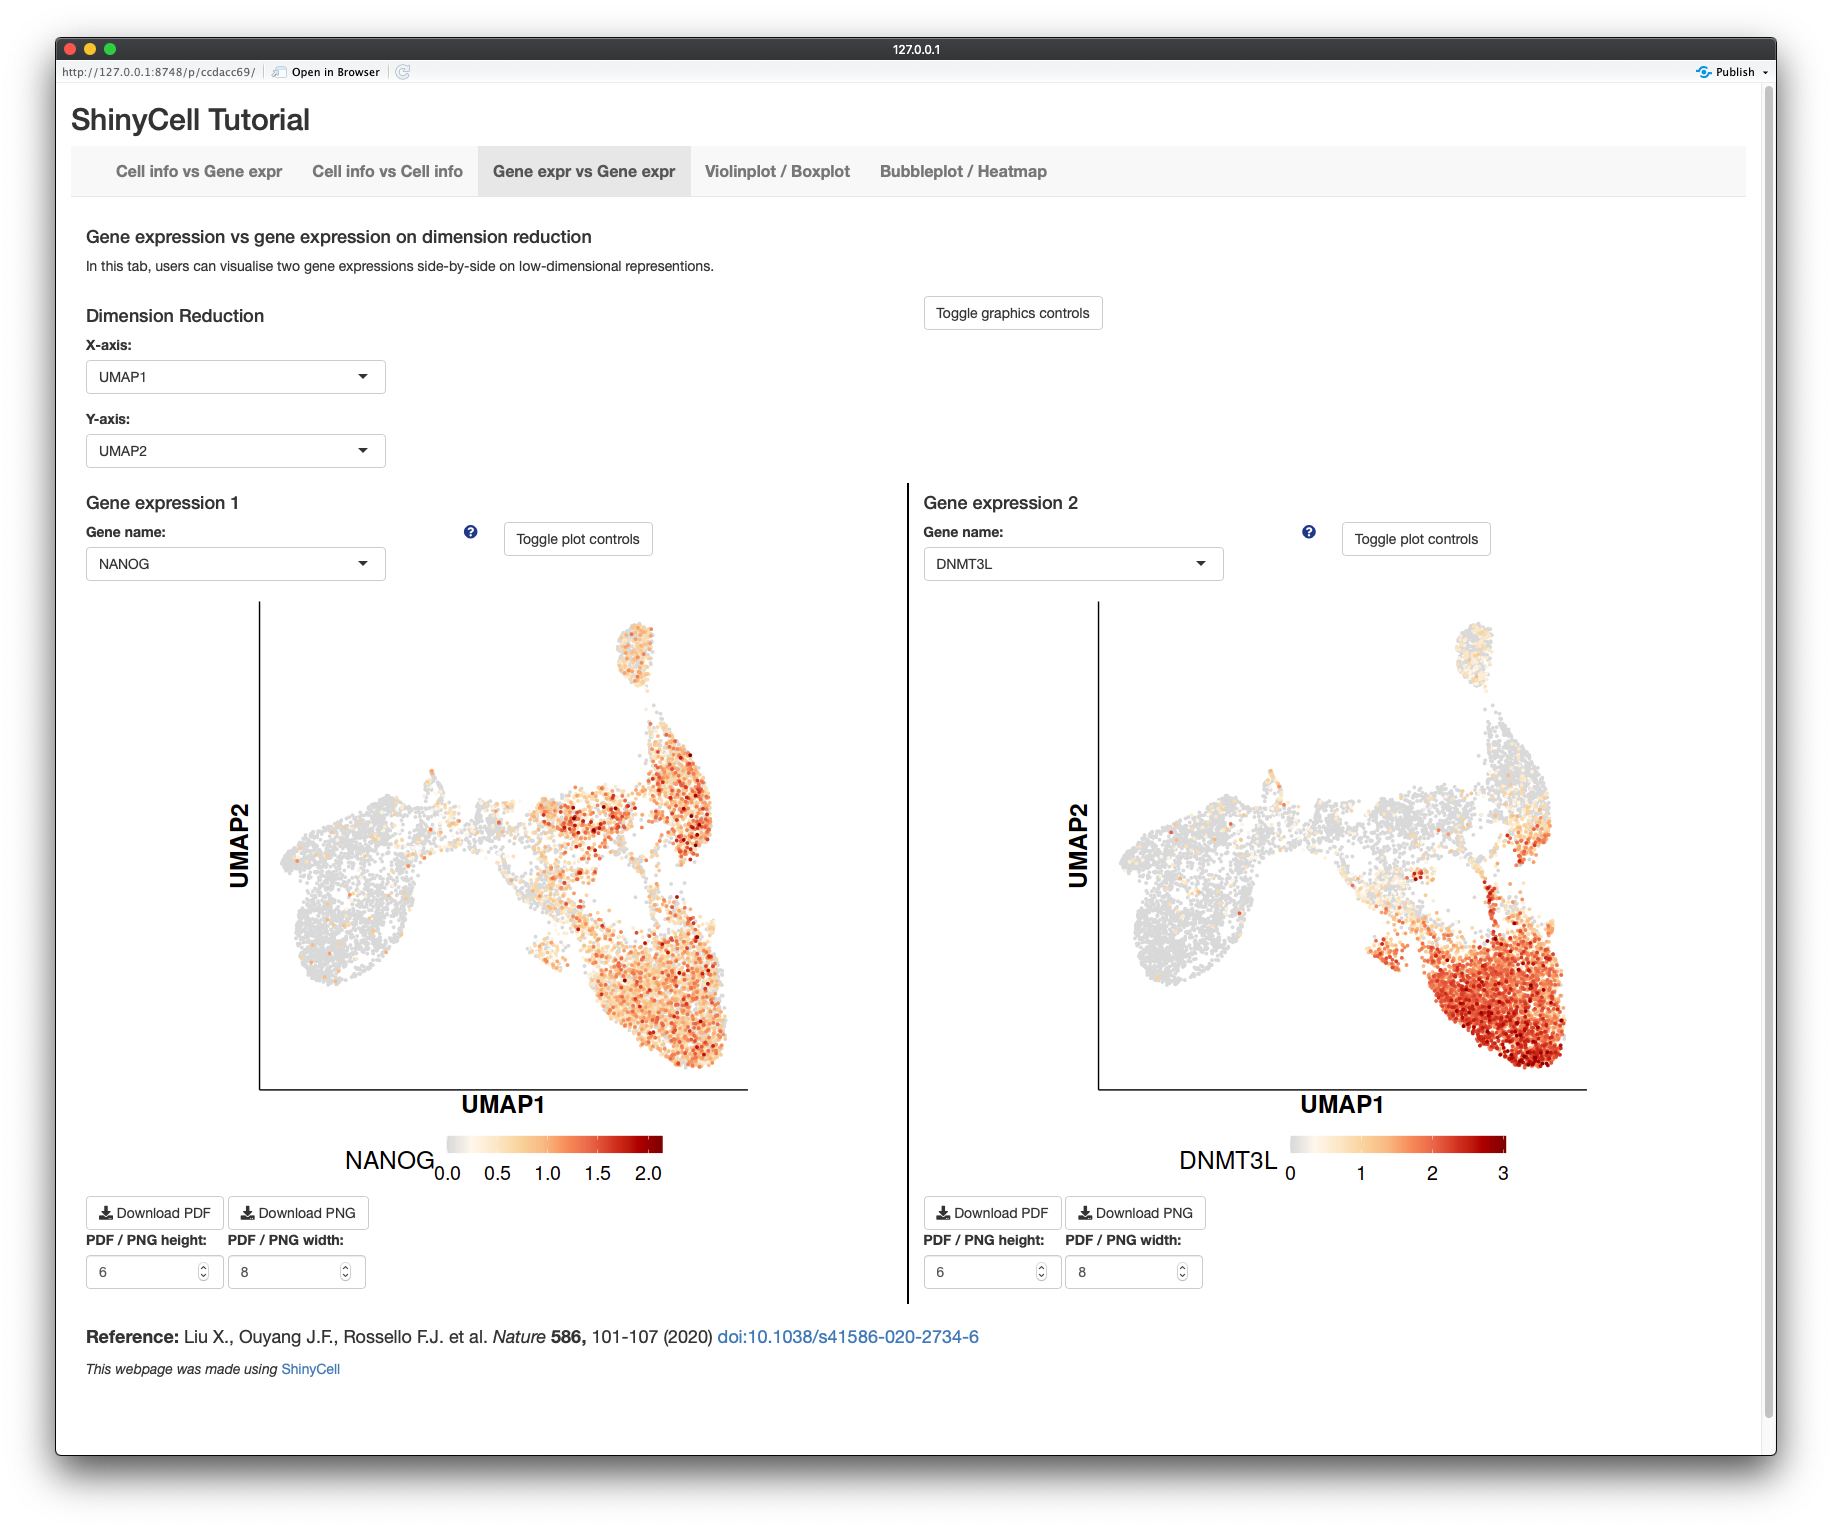 127.0.0.1
http://127.0.0.1:8748/p/ccdacc69/ Open in Browser Publish
ShinyCell Tutorial
Cell info vs Gene expr Cell info vs Cell info Gene expr vs Gene expr Violinplot / Boxplot Bubbleplot / Heatmap
Gene expression vs gene expression on dimension reduction
In this tab, users can visualise two gene expressions side-by-side on low-dimensional represention​s.
Dimension Reduction
Toggle graphics controls
X-axis:
UMAP1
Y-axis:
UMAP2
Gene expression 1
Gene name:
?
Toggle plot controls
NANOG
UMAP2
UMAP1
NANOG
0.0 0.5 1.0 1.5 2.0
Download PDF Download PNG
PDF / PNG height: PDF / PNG width:
6 8
Gene expression 2
Gene name:
?
Toggle plot controls
DNMT3L
UMAP2
UMAP1
DNMT3L
0 1 2 3
Download PDF Download PNG
PDF / PNG height: PDF / PNG width:
6 8
Reference: Liu X., Ouyang J.F., Rossello F.J. et al. Nature 586, 101-107 (2020) doi:10.1038/s41586-020-2734-6
This webpage was made using ShinyCell